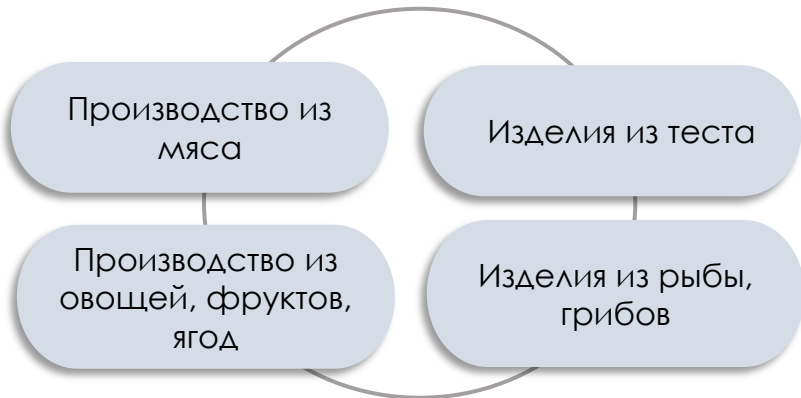 Производство из
мяса
Изделия из теста
Производство из
овощей, фруктов,
ягод
Изделия из рыбы,
грибов